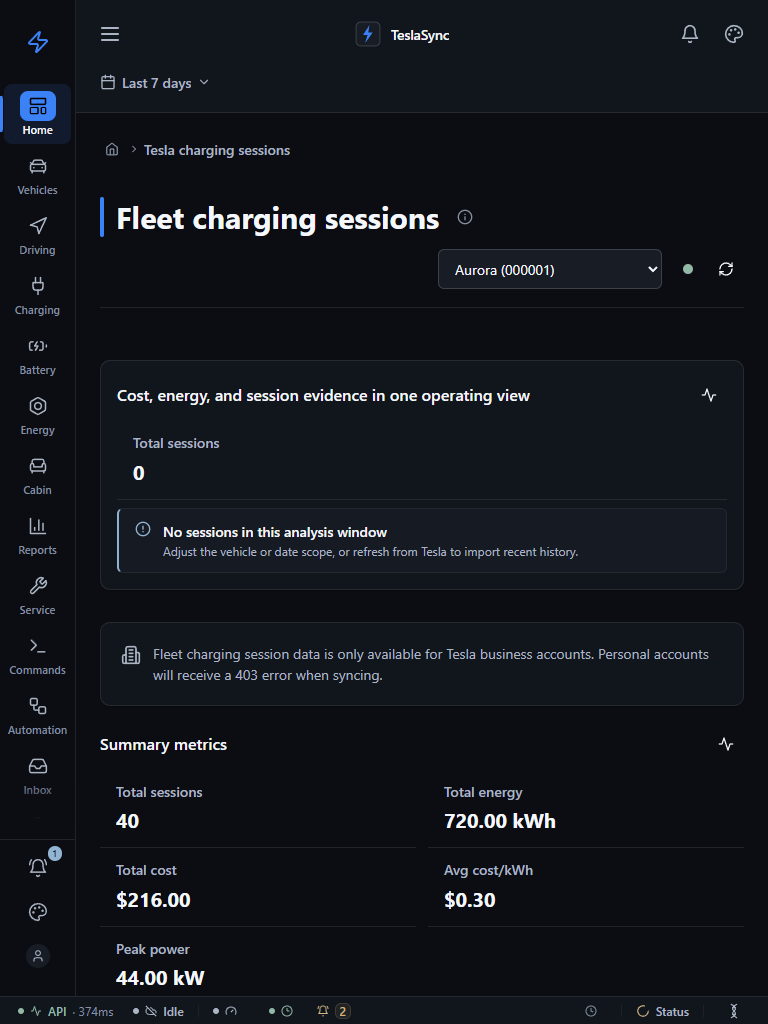 TeslaSync
Last 7 days
Home
Vehicles
Driving
Charging
Battery
Energy
Cabin
Reports
Service
Commands
Automation
Inbox
1
Tesla charging sessions
Fleet charging sessions
Aurora (000001)
Cost, energy, and session evidence in one operating view
Total sessions
0
No sessions in this analysis window
Adjust the vehicle or date scope, or refresh from Tesla to import recent history.
Fleet charging session data is only available for Tesla business accounts. Personal accounts
will receive a 403 error when syncing.
Summary metrics
Total sessions
40
Total energy
720.00 kWh
Total cost
$216.00
Avg cost/kWh
$0.30
Peak power
44.00 kW
API · 374ms
Idle
2
Status